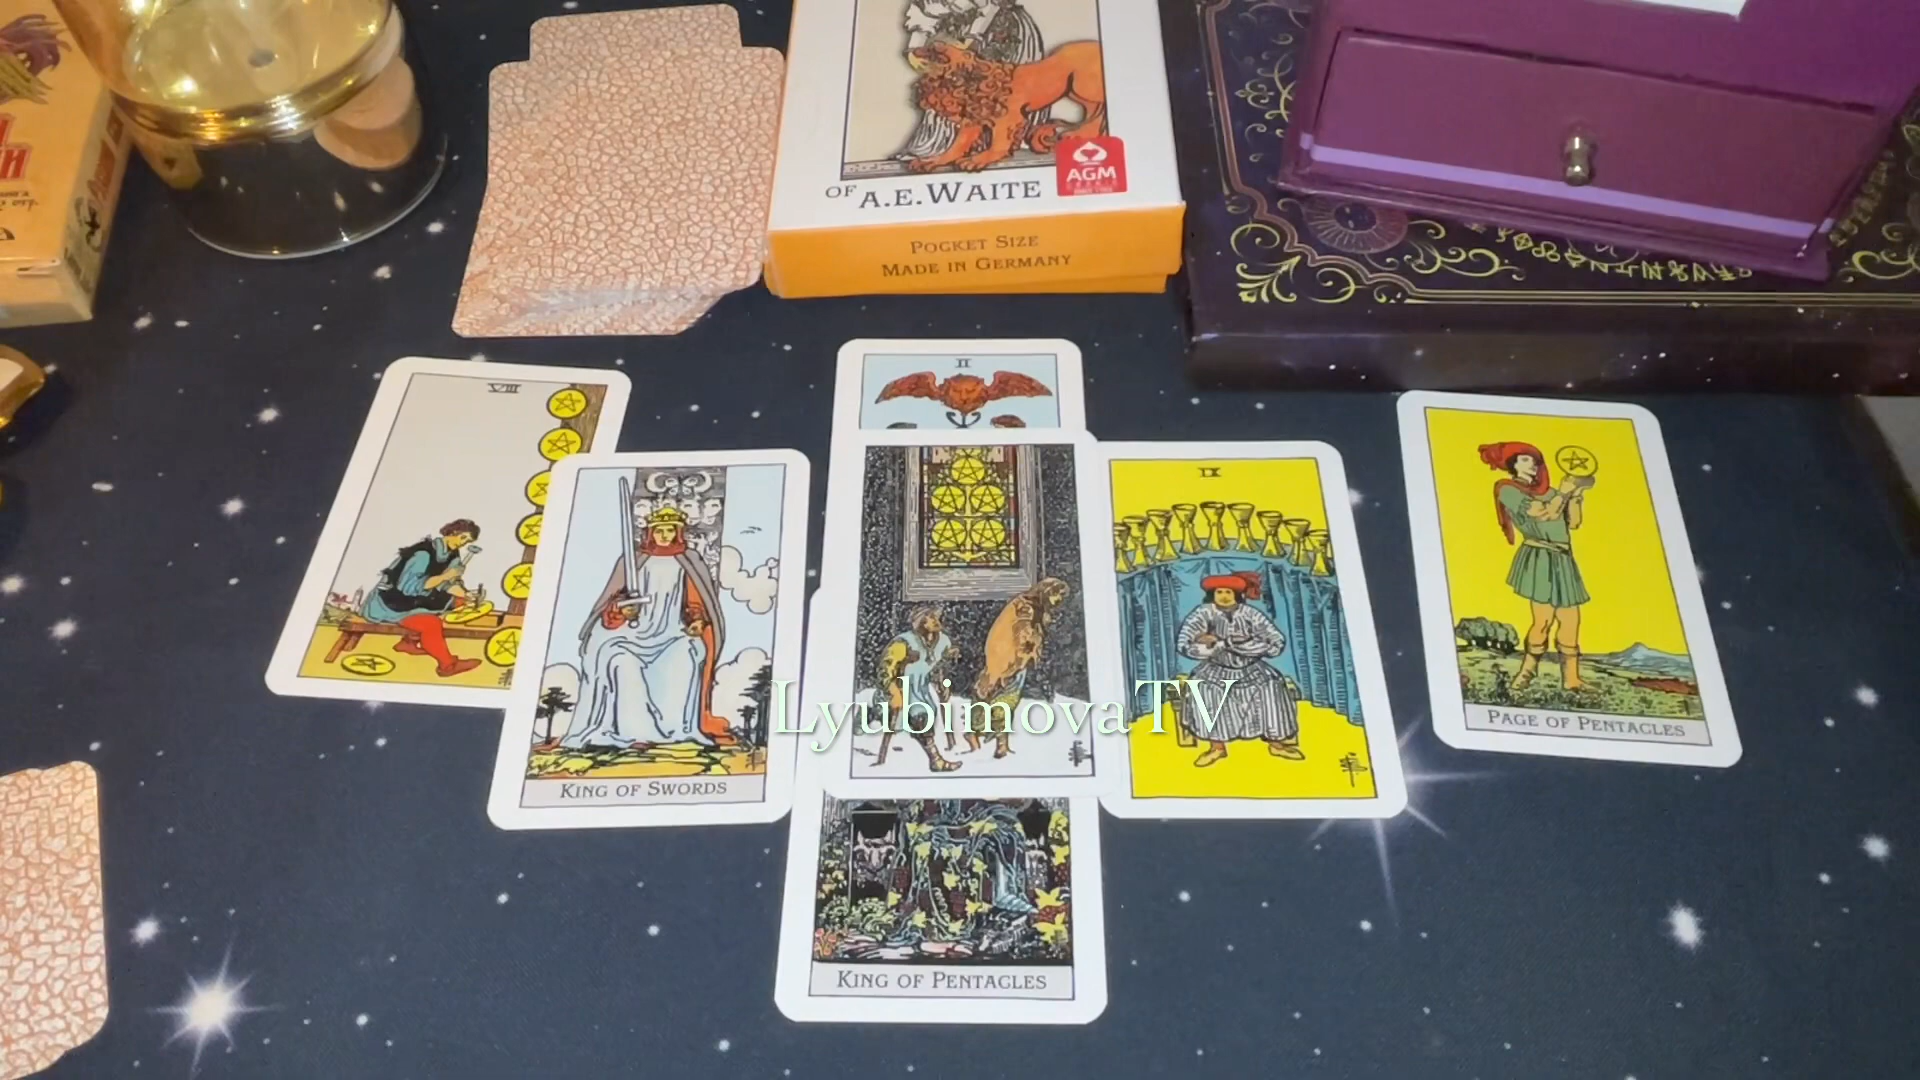 AGM
OF A.E. WAITE
POCKET SIZE
MADE IN GERMANY
II
VIII
IX
PAGE OF PENTACLES
LyubimovaTV
KING OF SWORDS
KING OF PENTACLES